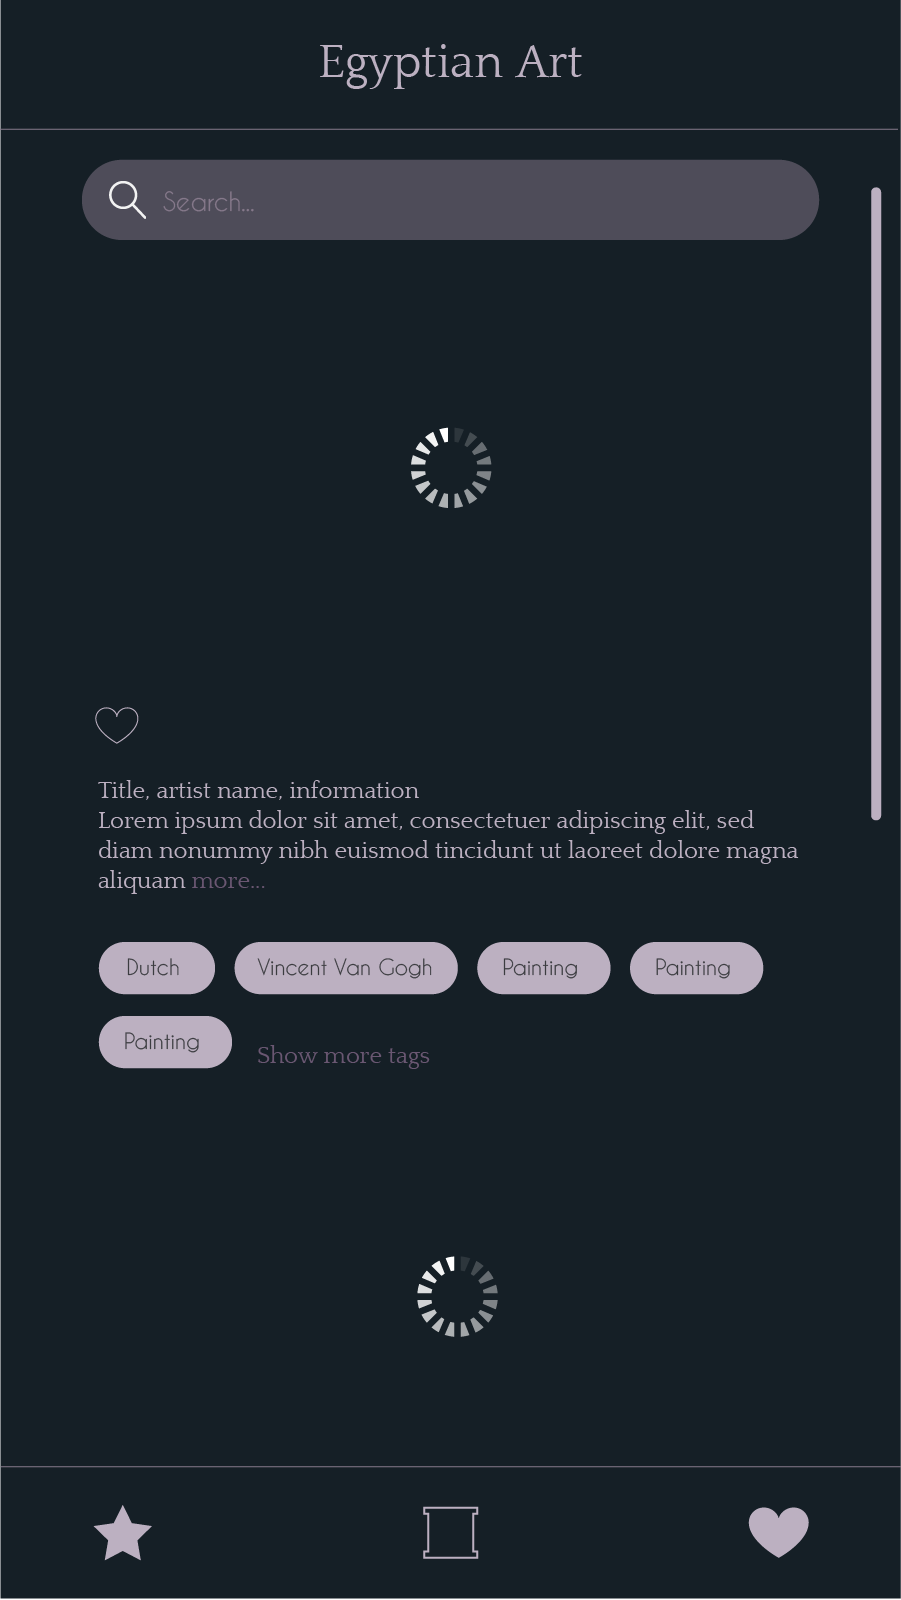 Egyptian Art
Search...
Title, artist name, information
Lorem ipsum dolor sit amet, consectetuer adipiscing elit, sed
diam nonummy nibh euismod tincidunt ut laoreet dolore magna
aliquam more...
Dutch Vincent Van Gogh Painting Painting
Painting Show more tags